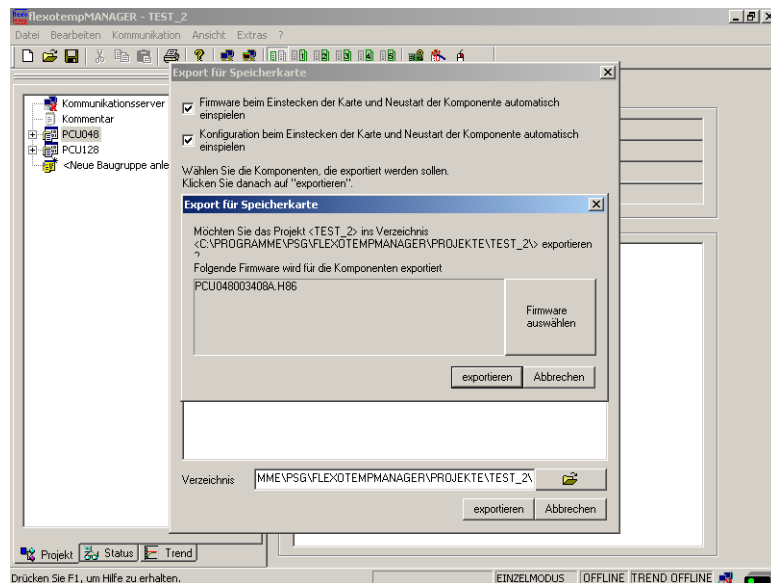 flexotempMANAGER - TEST_2
Datei Bearbeiten Kommunikation Ansicht Extras ?
Kommunikationsserver
Kommentar
PCU048
PCU128
<Neue Baugruppe anle
Export für Speicherkarte
Firmware beim Einstecken der Karte und Neustart der Komponente automatisch
einspielen
Konfiguration beim Einstecken der Karte und Neustart der Komponente automatisch
einspielen
Wählen Sie die Komponenten, die exportiert werden sollen.
Klicken Sie danach auf "exportieren".
Export für Speicherkarte
Möchten Sie das Projekt <TEST_2> ins Verzeichnis
<C:\PROGRAMME\PSG\FLEXOTEMPMANAGER\PROJEKTE\TEST_2\> exportieren
?
Folgende Firmware wird für die Komponenten exportiert
PCU048003408A.H86
Firmware
auswählen
exportieren Abbrechen
Verzeichnis MME\PSG\FLEXOTEMPMANAGER\PROJEKTE\TEST_2\
exportieren Abbrechen
Projekt Status Trend
Drücken Sie F1, um Hilfe zu erhalten. EINZELMODUS OFFLINE TREND OFFLINE